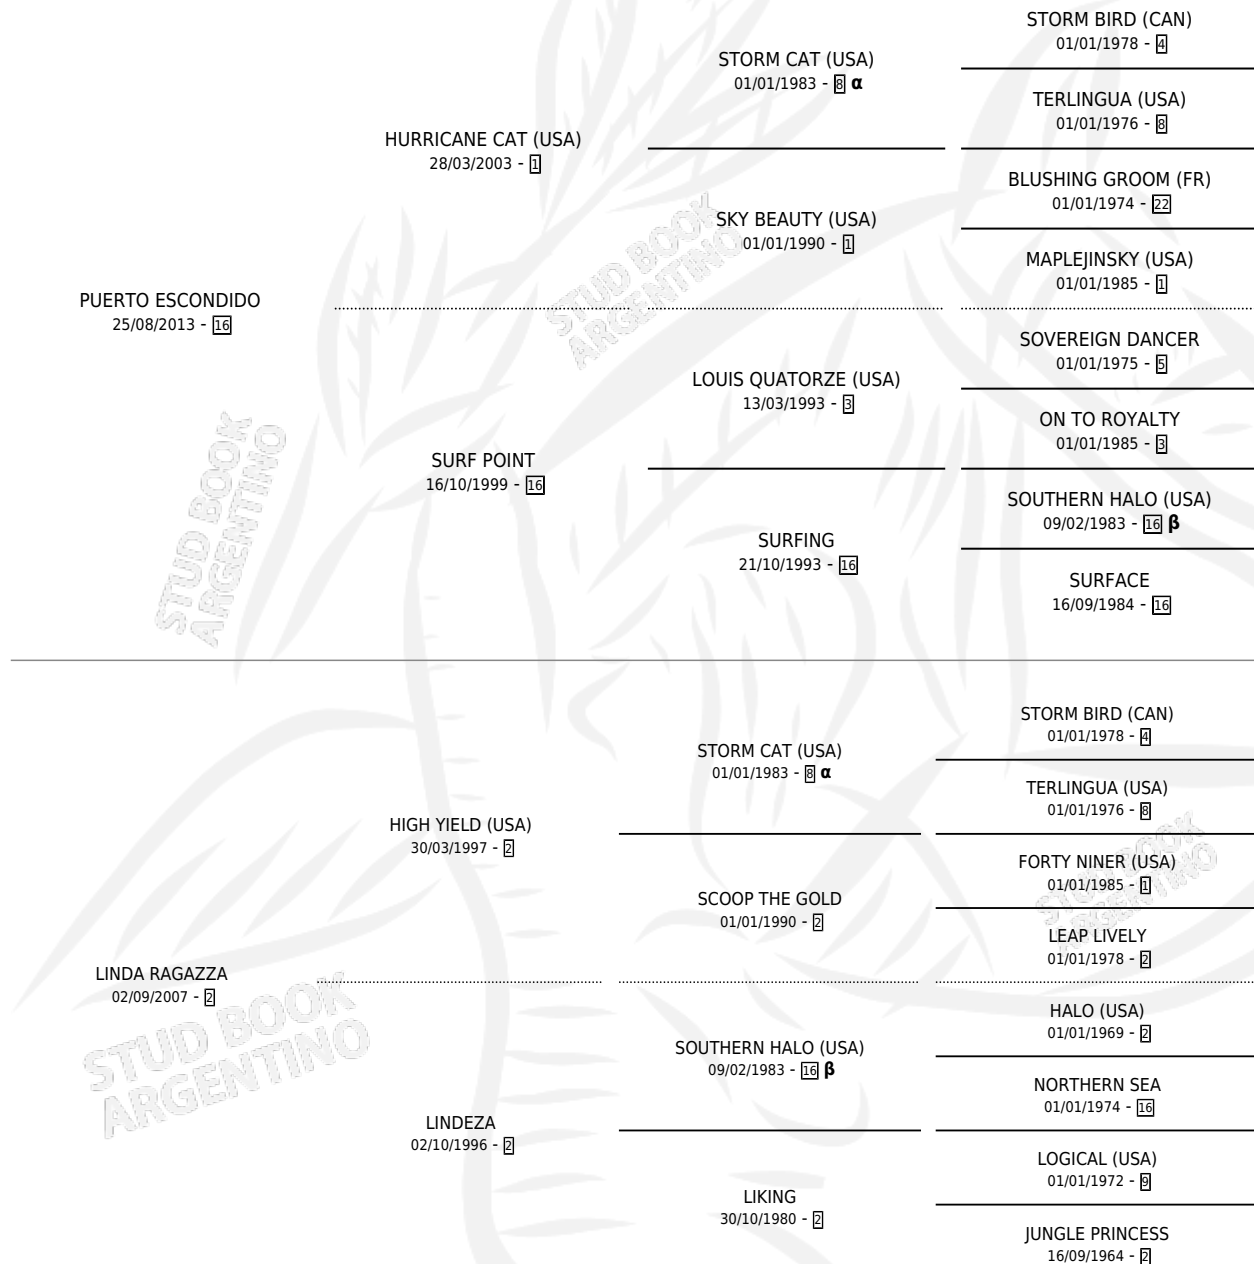 STORM BIRD (CAN)
01/01/1978 - 4
STORM CAT (USA)
01/01/1983 - 8 α
TERLINGUA (USA)
01/01/1976 - 8
HURRICANE CAT (USA)
28/03/2003 - 1
BLUSHING GROOM (FR)
01/01/1974 - 22
SKY BEAUTY (USA)
01/01/1990 - 1
MAPLEJINSKY (USA)
01/01/1985 - 1
PUERTO ESCONDIDO
25/08/2013 - 16
SOVEREIGN DANCER
01/01/1975 - 5
LOUIS QUATORZE (USA)
13/03/1993 - 3
ON TO ROYALTY
01/01/1985 - 3
SURF POINT
16/10/1999 - 16
SOUTHERN HALO (USA)
09/02/1983 - 16 β
SURFING
21/10/1993 - 16
SURFACE
16/09/1984 - 16
STUD BOOK
ARGENTINO
STUD BOOK
ARGENTINO
STORM BIRD (CAN)
01/01/1978 - 4
STORM CAT (USA)
01/01/1983 - 8 α
TERLINGUA (USA)
01/01/1976 - 8
HIGH YIELD (USA)
30/03/1997 - 2
FORTY NINER (USA)
01/01/1985 - 1
SCOOP THE GOLD
01/01/1990 - 2
LEAP LIVELY
01/01/1978 - 2
LINDA RAGAZZA
02/09/2007 - 2
HALO (USA)
01/01/1969 - 2
SOUTHERN HALO (USA)
09/02/1983 - 16 β
NORTHERN SEA
01/01/1974 - 16
LINDEZA
02/10/1996 - 2
LOGICAL (USA)
01/01/1972 - 9
LIKING
30/10/1980 - 2
JUNGLE PRINCESS
16/09/1964 - 2
STUD BOOK
ARGENTINO
STUD BOOK
ARGENTINO